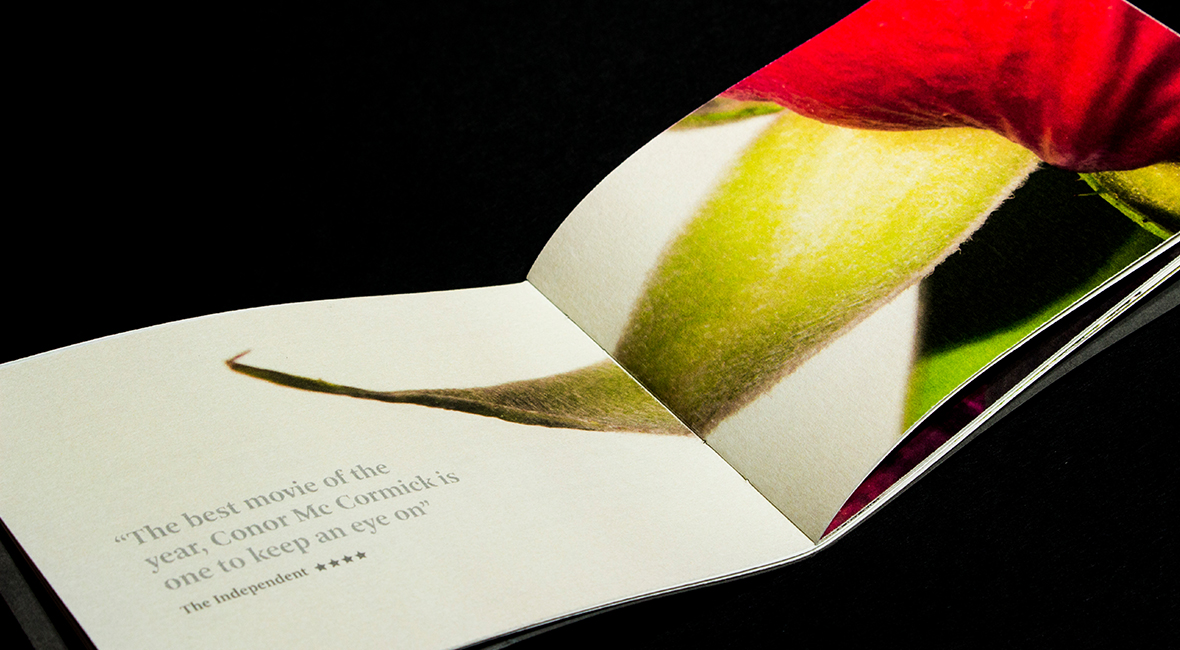 “The best movie of the
year, Conor Mc Cormick is
one to keep an eye on”
The Independent ★★★★